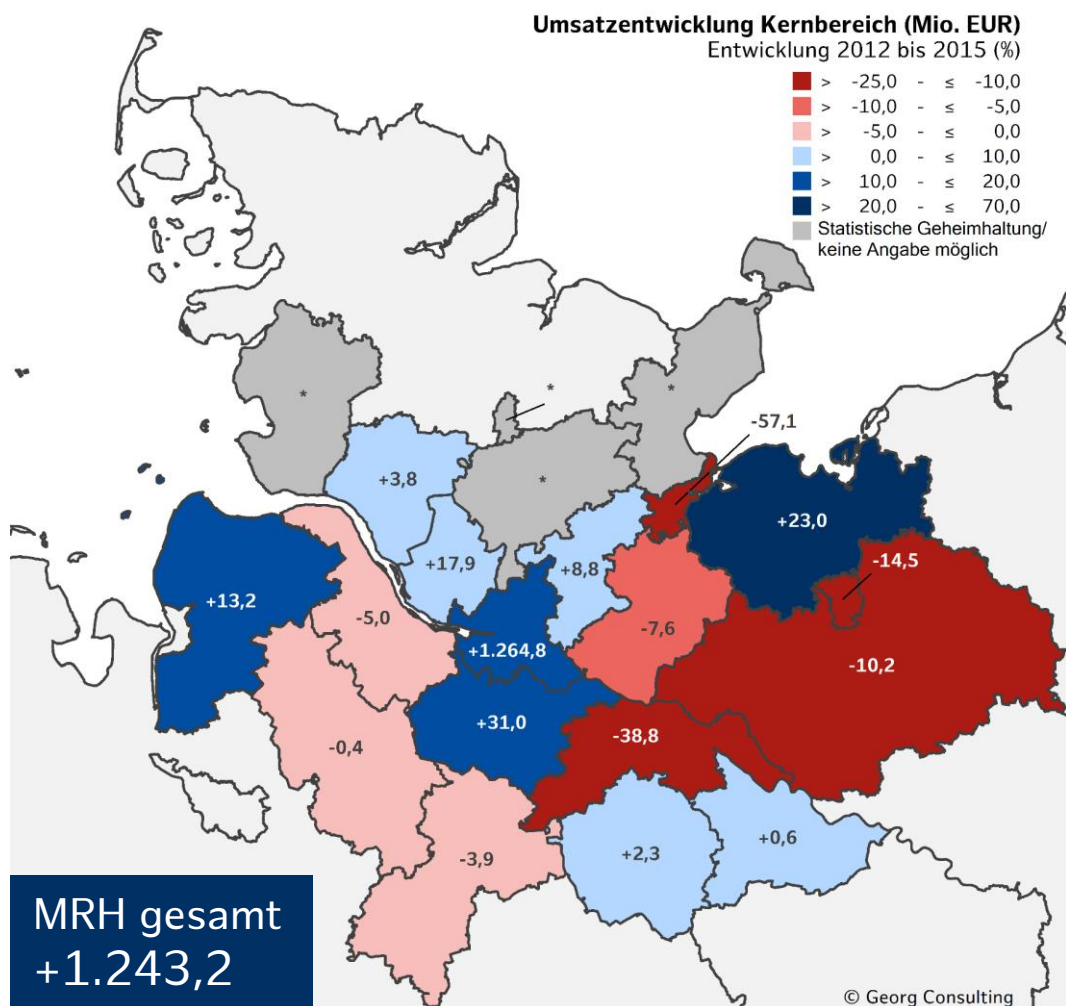 Umsatzentwicklung Kernbereich (Mio. EUR)
Entwicklung 2012 bis 2015 (%)
> -25,0 - ≤ -10,0
> -10,0 - ≤ -5,0
> -5,0 - ≤ 0,0
> 0,0 - ≤ 10,0
> 10,0 - ≤ 20,0
> 20,0 - ≤ 70,0
Statistische Geheimhaltung/
keine Angabe möglich
*
*
*
-57,1
+3,8
*
+23,0
-14,5
+17,9
+8,8
+13,2
-5,0
-7,6
+1.264,8
-10,2
+31,0
-38,8
-0,4
+0,6
+2,3
-3,9
MRH gesamt
+1.243,2
© Georg Consulting